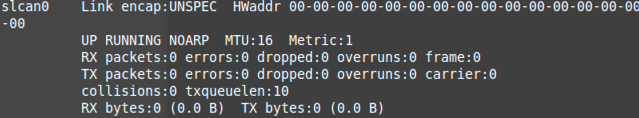 slcan0    Link encap:UNSPEC  HWaddr 00-00-00-00-00-00-00-00-00-00-00-00-00-00-00
-00
          UP RUNNING NOARP  MTU:16  Metric:1
          RX packets:0 errors:0 dropped:0 overruns:0 frame:0
          TX packets:0 errors:0 dropped:0 overruns:0 carrier:0
          collisions:0 txqueuelen:10
          RX bytes:0 (0.0 B)  TX bytes:0 (0.0 B)